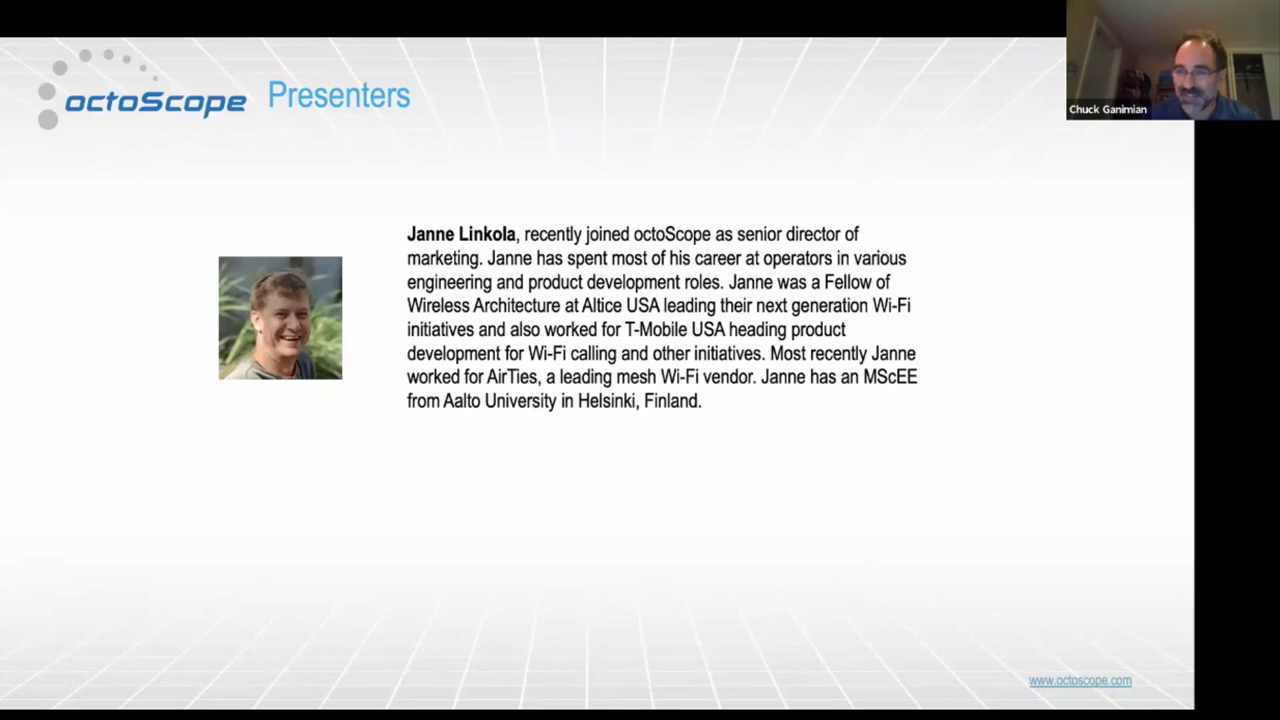 Chuck Ganimian
octoScope Presenters
Janne Linkola, recently joined octoScope as senior director of
marketing. Janne has spent most of his career at operators in various
engineering and product development roles. Janne was a Fellow of
Wireless Architecture at Altice USA leading their next generation Wi-Fi
initiatives and also worked for T-Mobile USA heading product
development for Wi-Fi calling and other initiatives. Most recently Janne
worked for AirTies, a leading mesh Wi-Fi vendor. Janne has an MScEE
from Aalto University in Helsinki, Finland.
www.octoscope.com